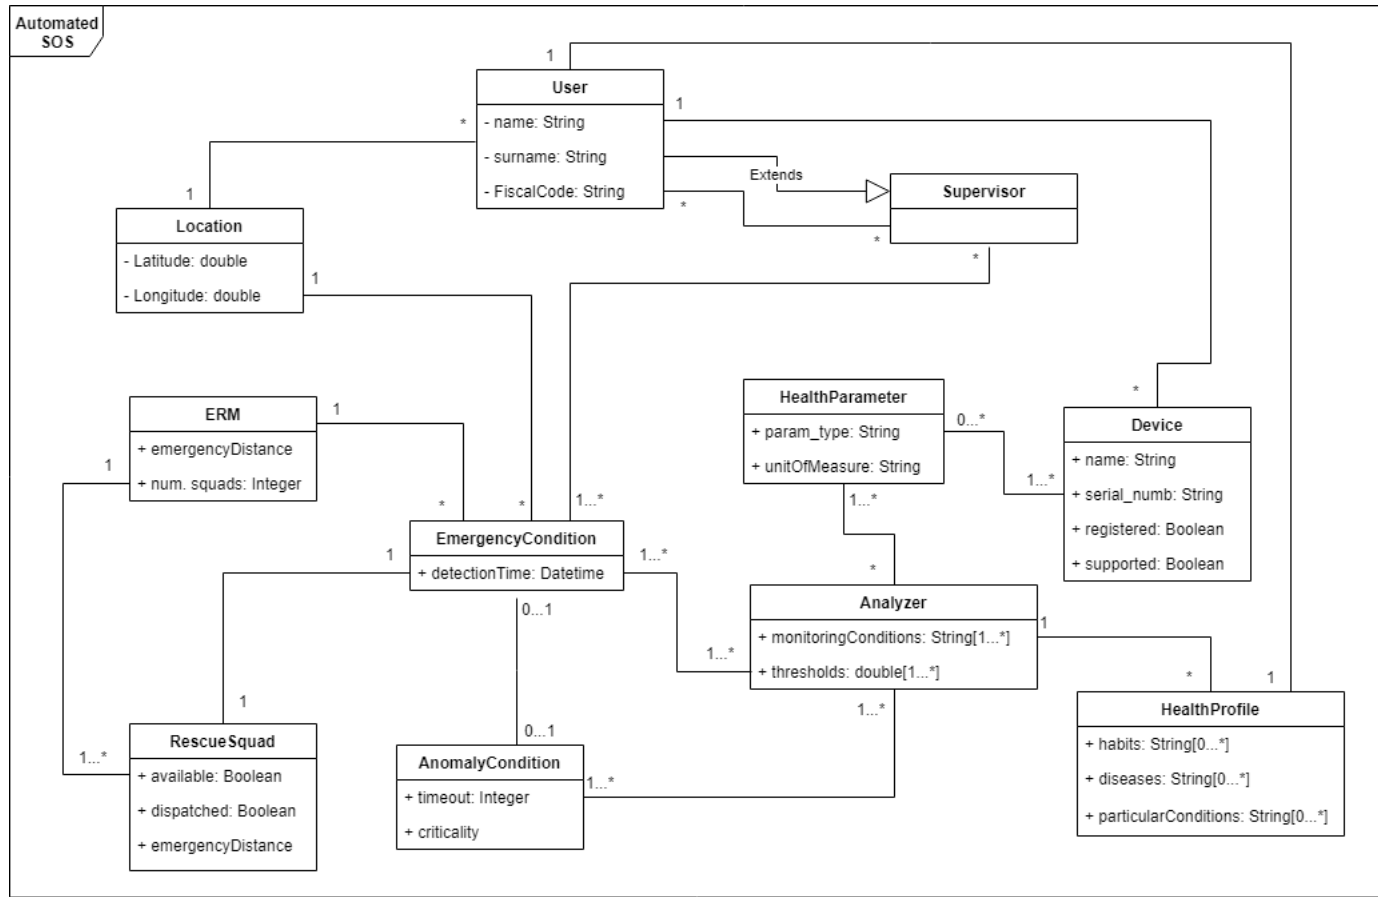 Automated
SOS
1
User
- name: String
- surname: String
- FiscalCode: String
1
*
Extends
*
Supervisor
*
*
1
Location
- Latitude: double
- Longitude: double
1
ERM
+ emergencyDistance
+ num. squads: Integer
1
1
HealthParameter
+ param_type: String
+ unitOfMeasure: String
0...*
1...*
*
Device
+ name: String
+ serial_numb: String
+ registered: Boolean
+ supported: Boolean
1...*
*
*
1...*
EmergencyCondition
+ detectionTime: Datetime
1
1...*
0...1
1...*
*
Analyzer
+ monitoringConditions: String[1...*]
+ thresholds: double[1...*]
1
1...*
*
1
HealthProfile
+ habits: String[0...*]
+ diseases: String[0...*]
+ particularConditions: String[0...*]
1
1...*
RescueSquad
+ available: Boolean
+ dispatched: Boolean
+ emergencyDistance
0...1
AnomalyCondition
+ timeout: Integer
+ criticality
1...*